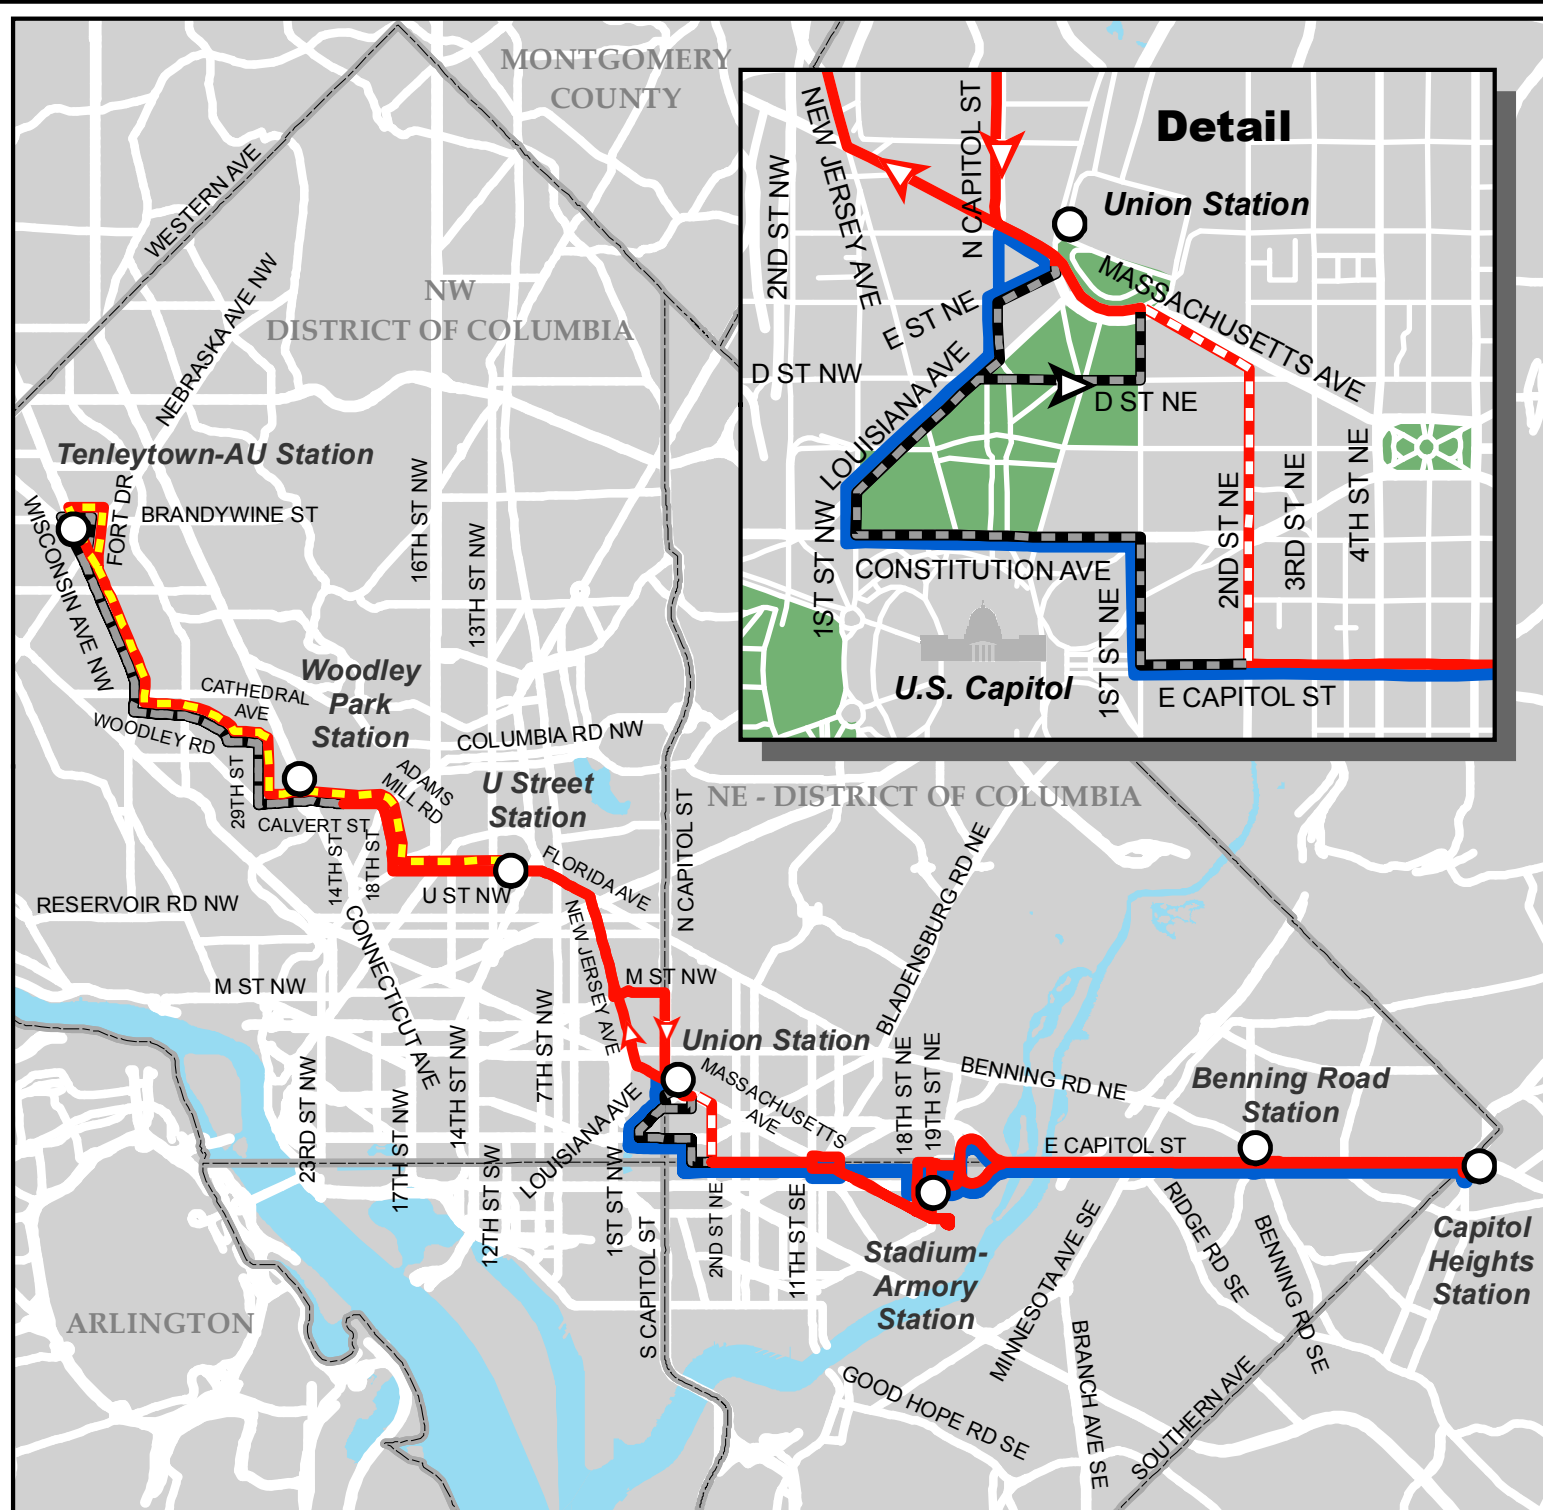 MONTGOMERY
COUNTY
WESTERN AVE
NEBRASKA AVE NW
NW
DISTRICT OF COLUMBIA
Detail
NEW JERSEY AVE
N CAPITOL ST
2ND ST NW
Union Station
MASSACHUSETTS AVE
E ST NE
D ST NW
LOUISIANA AVE
D ST NE
1ST ST NW
CONSTITUTION AVE
2ND ST NE
3RD ST NE
4TH ST NE
1ST ST NE
U.S. Capitol
E CAPITOL ST
Tenleytown-AU Station
FORT DR
BRANDYWINE ST
WISCONSIN AVE NW
16TH ST NW
13TH ST NW
Woodley
Park
Station
CATHEDRAL
AVE
WOODLEY RD
29TH ST
COLUMBIA RD NW
ADAMS
MILL RD
U Street
Station
CALVERT ST
14TH ST
18TH ST
NE - DISTRICT OF COLUMBIA
N CAPITOL ST
FLORIDA AVE
U ST NW
RESERVOIR RD NW
CONNECTICUT AVE
NEW JERSEY AVE
M ST NW
M ST NW
BLADENSBURG RD NE
7TH ST NW
14TH ST NW
23RD ST NW
17TH ST NW
12TH ST SW
Union Station
MASSACHUSETTS
AVE
LOUISIANA AVE
18TH ST NE
19TH ST NE
BENNING RD NE
Benning Road
Station
E CAPITOL ST
1ST ST NW
S CAPITOL ST
2ND ST NE
11TH ST SE
Stadium-
Armory
Station
MINNESOTA AVE SE
RIDGE RD SE
BENNING RD SE
Capitol
Heights
Station
ARLINGTON
GOOD HOPE RD SE
BRANCH AVE SE
SOUTHERN AVE